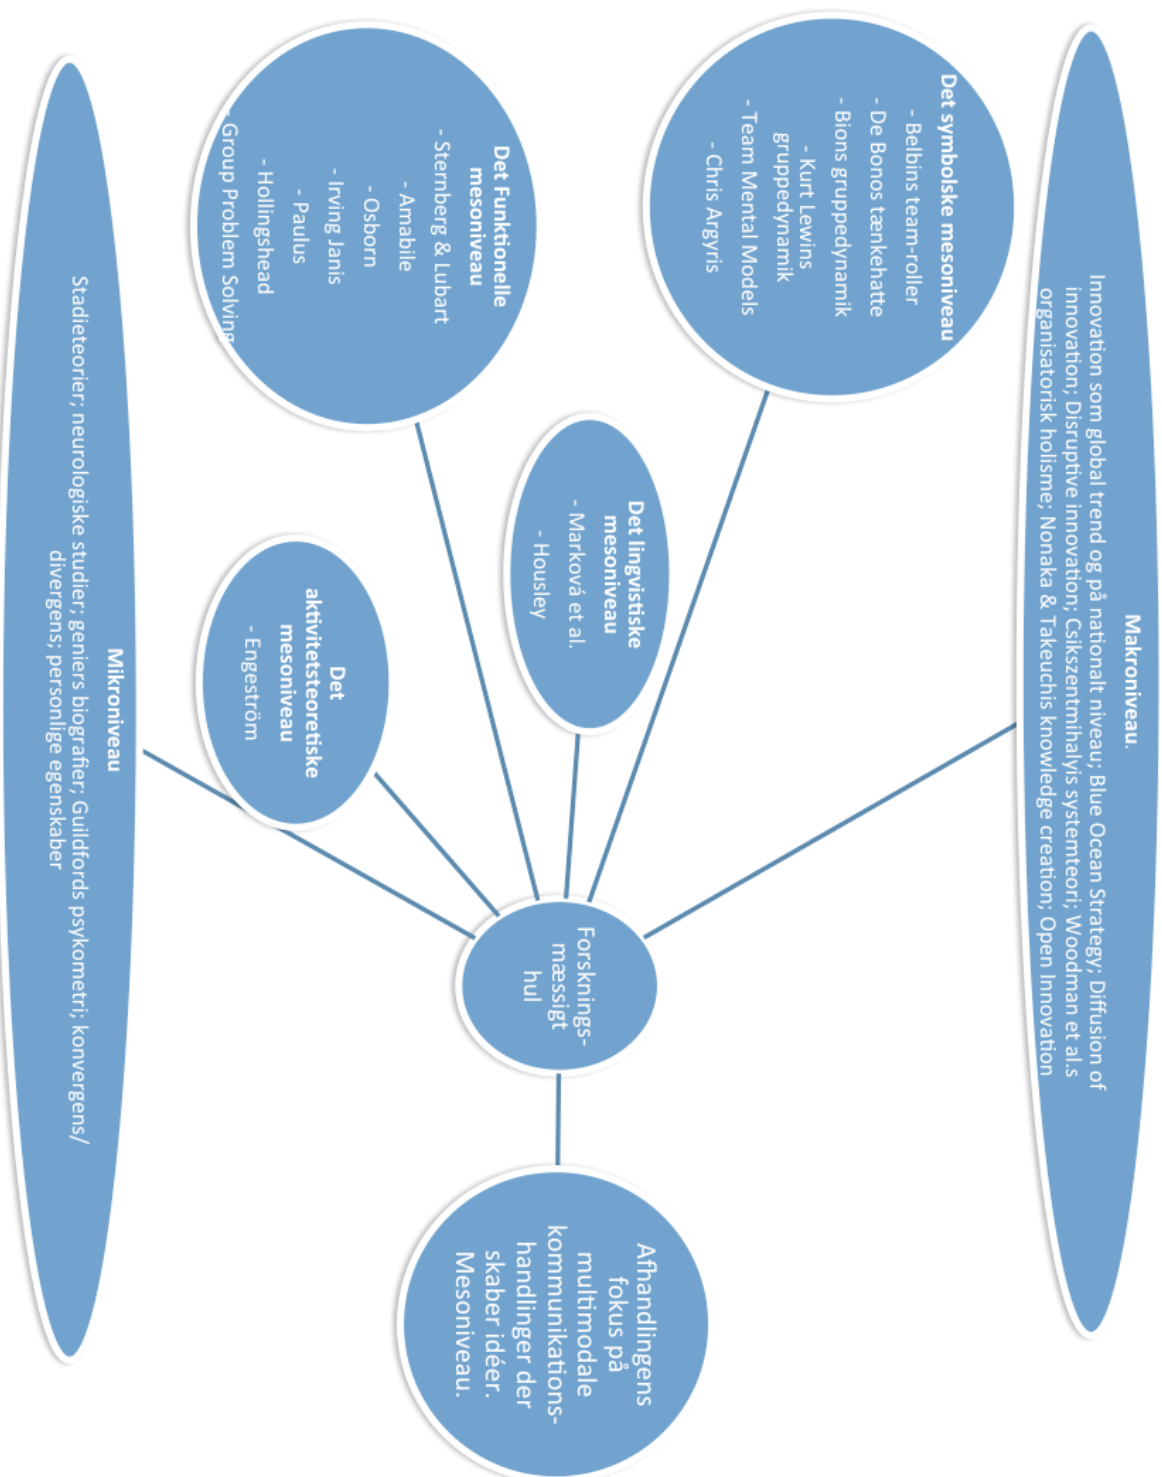 Makroniveau.
Innovation som global trend og på nationalt niveau; Blue Ocean Strategy; Diffusion of
innovation; Disruptive innovation; Csikszentmihalyis systemteori; Woodman et al.s
organisatorisk holisme; Nonaka & Takeuchis knowledge creation; Open Innovation
Det symbolske mesoniveau
- Belbins team-roller
- De Bonos tænkehatte
- Bions gruppedynamik
- Kurt Lewins
gruppedynamik
- Team Mental Models
- Chris Argyris
Det lingvistiske
mesoniveau
- Marková et al.
- Housley
Det Funktionelle
mesoniveau
- Sternberg & Lubart
- Amabile
- Osborn
- Irving Janis
- Paulus
- Hollingshead
- Group Problem Solving
Det
aktivitetsteoretiske
mesoniveau
- Engeström
Forsknings-
mæssigt
hul
Afhandlingens
fokus på
multimodale
kommunikations-
handlinger der
skaber idéer.
Mesoniveau.
Mikroniveau
Stadieteorier; neurologiske studier; geniers biografier; Guildfords psykometri; konvergens/
divergens; personlige egenskaber